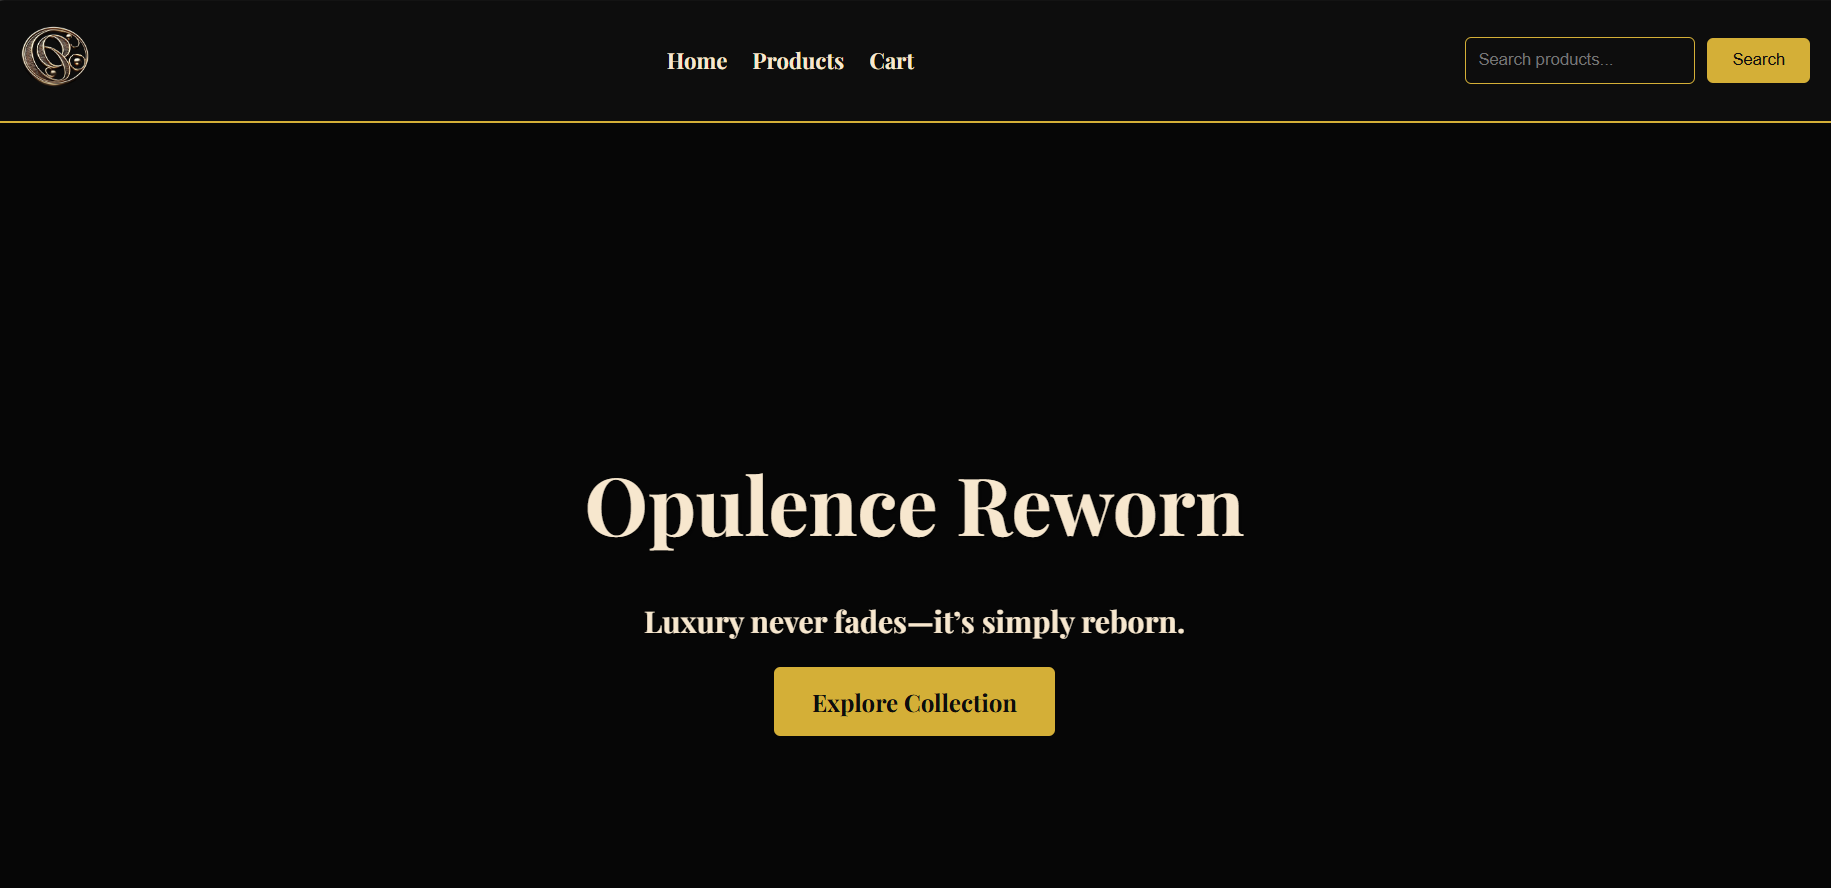 Home Products Cart
Search products...
Search
Opulence Reworn
Luxury never fades—it’s simply reborn.
Explore Collection